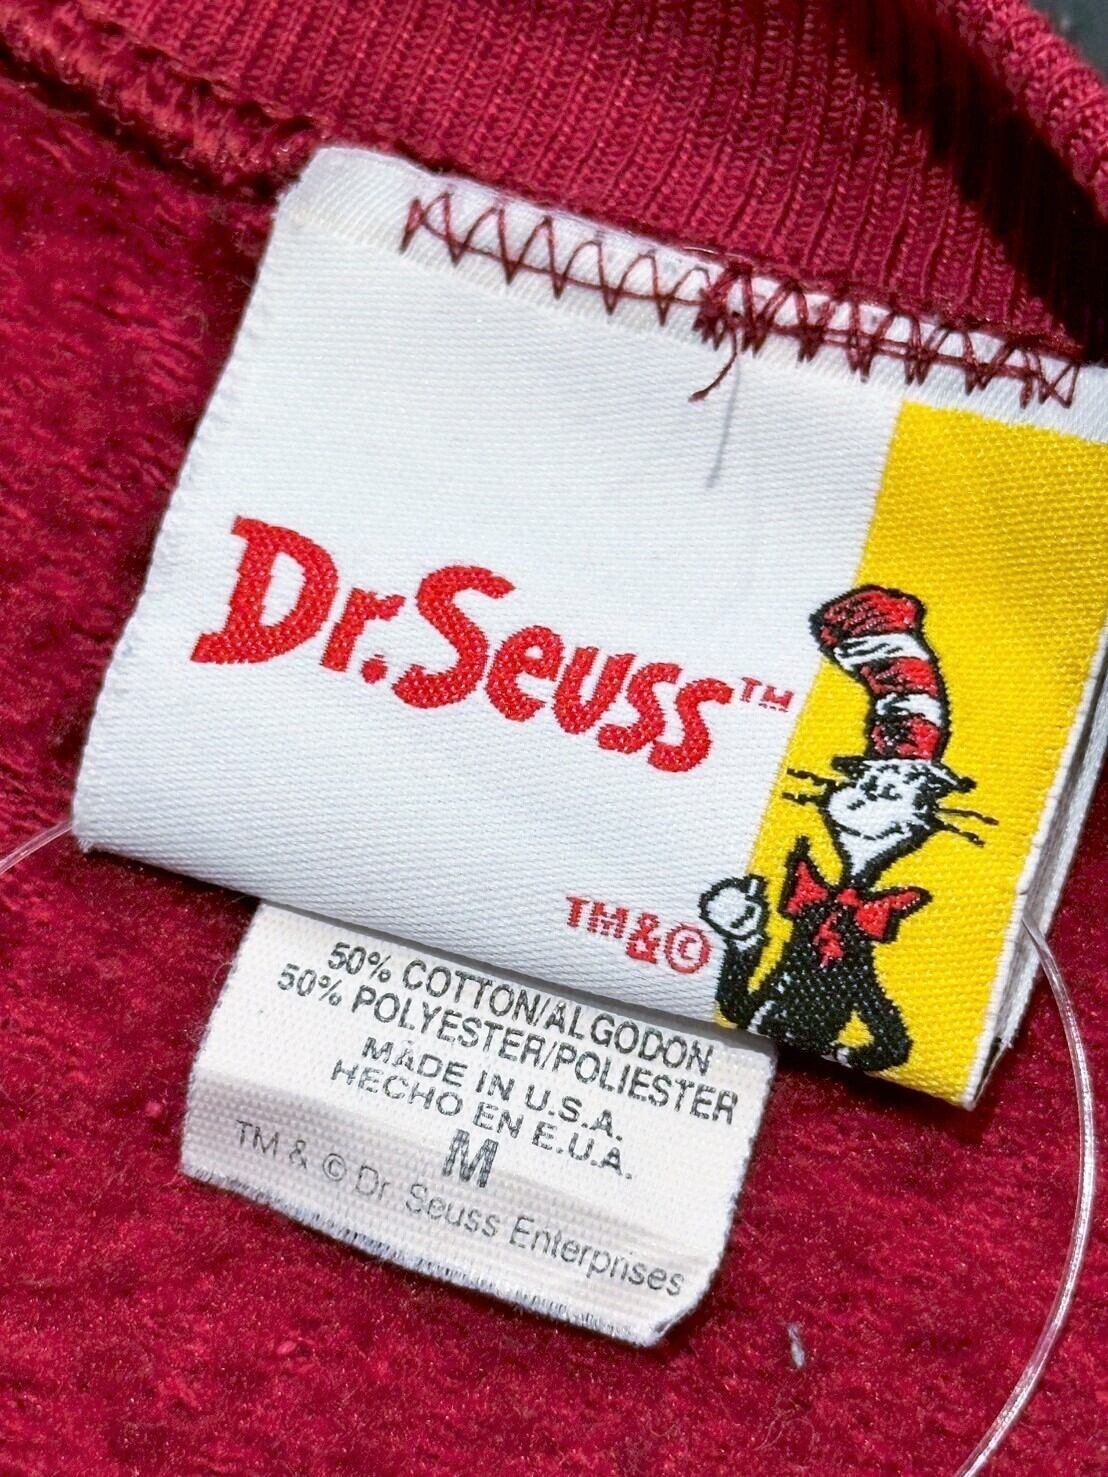 Dr. Seuss™
TM&©
50% COTTON/ALGODON
50% POLYESTER/POLIESTER
MADE IN U.S.A.
HECHO EN E.U.A.
M
TM & © Dr. Seuss Enterprises